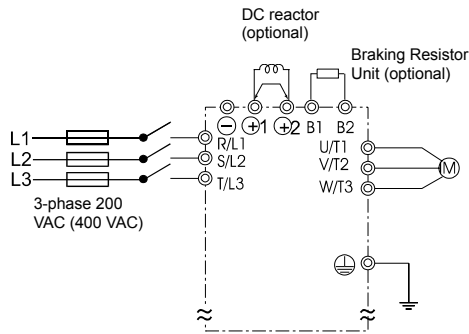 DC reactor
(optional)
Braking Resistor
Unit (optional)
− +1 +2 B1 B2
L1
L2
L3
R/L1
S/L2
T/L3
U/T1
V/T2
W/T3
M
3-phase 200
VAC (400 VAC)